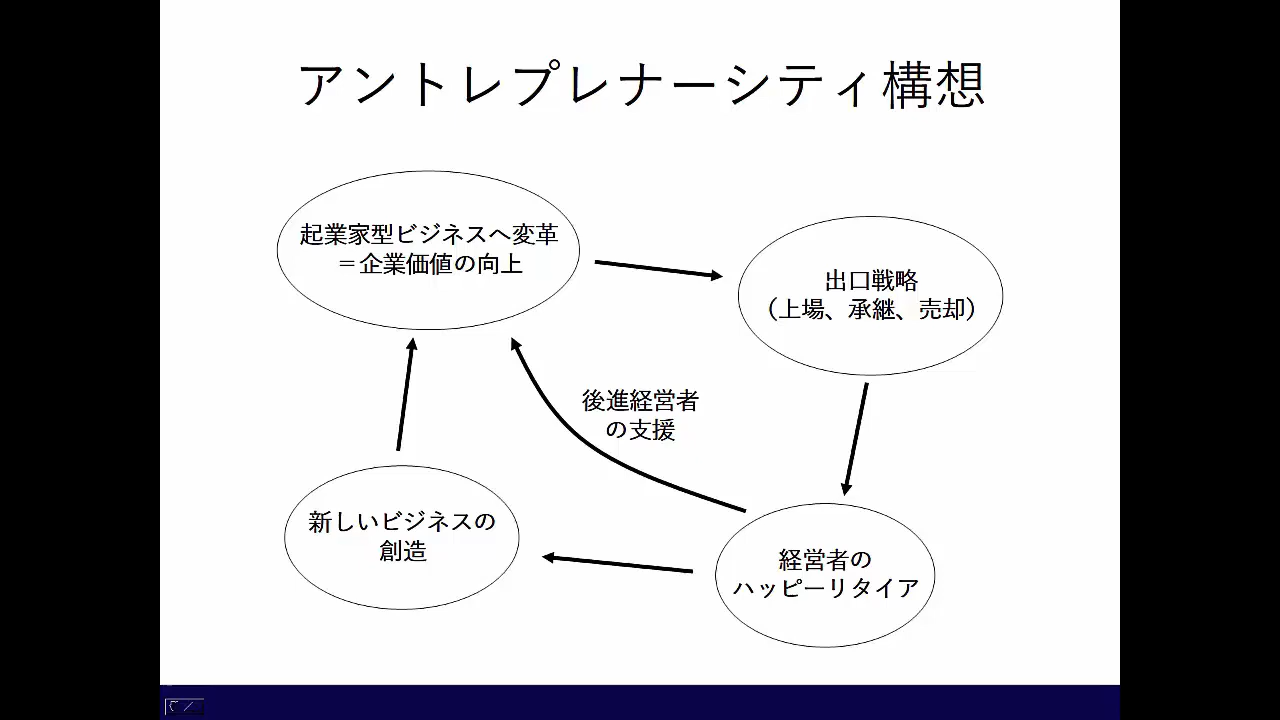 アントレプレナーシティ構想
起業家型ビジネスへ変革
＝企業価値の向上
出口戦略
（上場、承継、売却）
後進経営者
の支援
新しいビジネスの
創造
経営者の
ハッピーリタイア